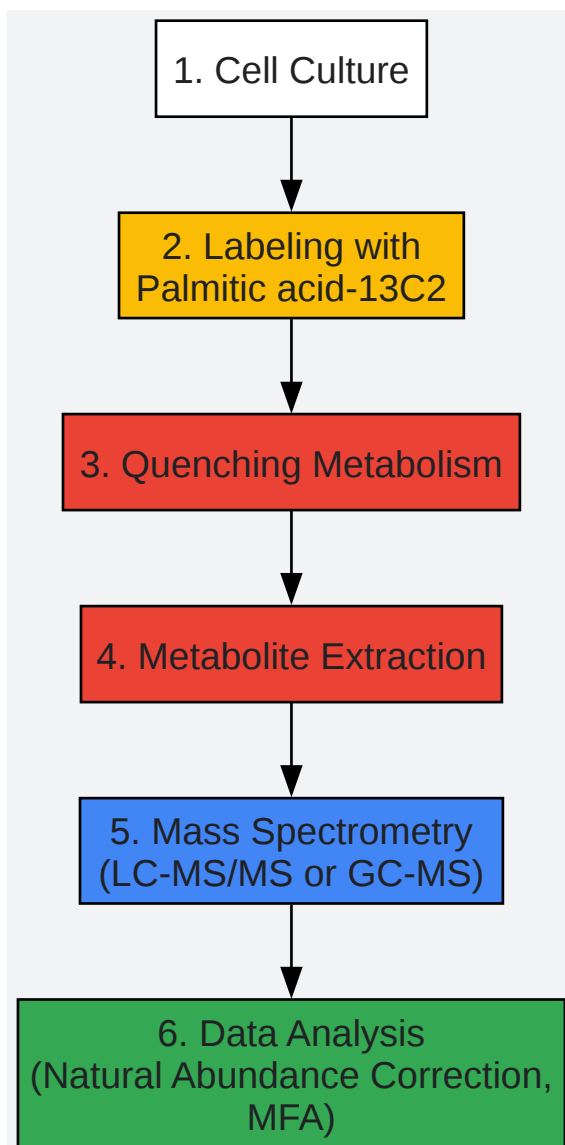 1. Cell Culture
2. Labeling with
Palmitic acid-13C2
3. Quenching Metabolism
4. Metabolite Extraction
5. Mass Spectrometry
(LC-MS/MS or GC-MS)
6. Data Analysis
(Natural Abundance Correction,
MFA)